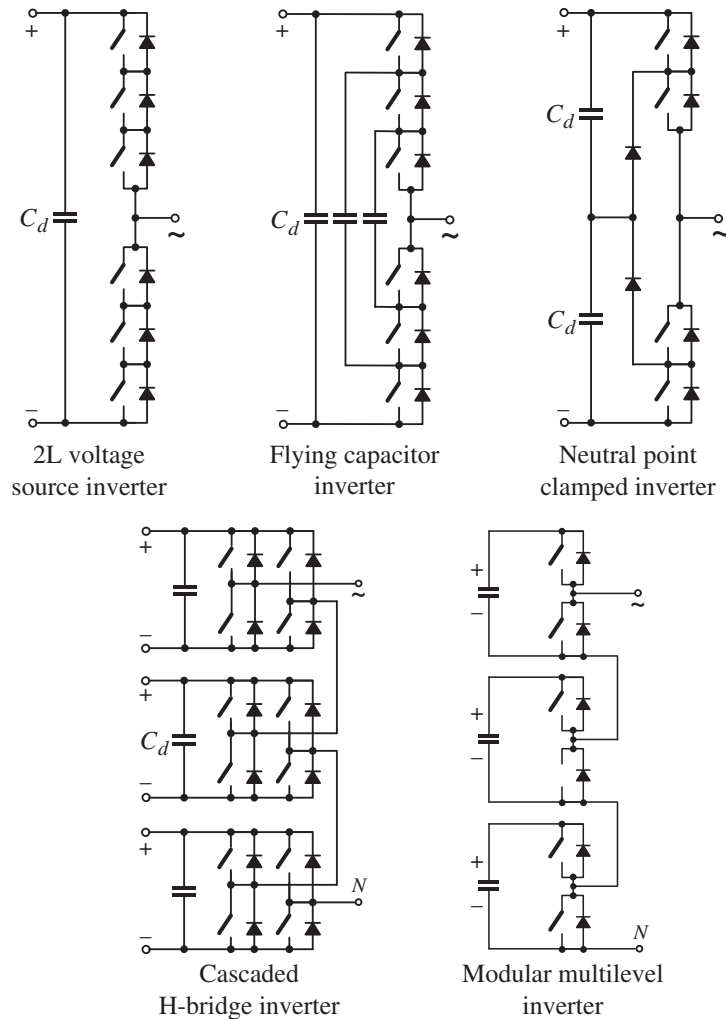 +
+
+
C_d
C_d
C_d
C_d
~
~
~
C_d
−
−
−
2L voltage
source inverter
Flying capacitor
inverter
Neutral point
clamped inverter
+
−
~
+
−
~
+
C_d
−
+
−
+
−
N
+
−
N
Cascaded
H-bridge inverter
Modular multilevel
inverter